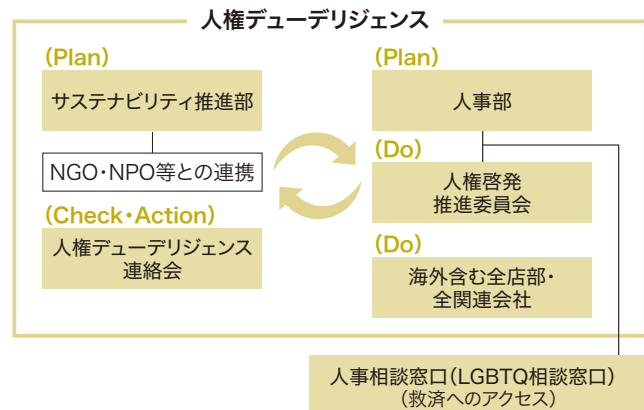 人権デューデリジェンス
(Plan)
サステナビリティ推進部
NGO・NPO等との連携
(Check・Action)
人権デューデリジェンス
連絡会
(Plan)
人事部
(Do)
人権啓発
推進委員会
(Do)
海外含む全店部・
全関連会社
人事相談窓口(LGBTQ相談窓口)
(救済へのアクセス)